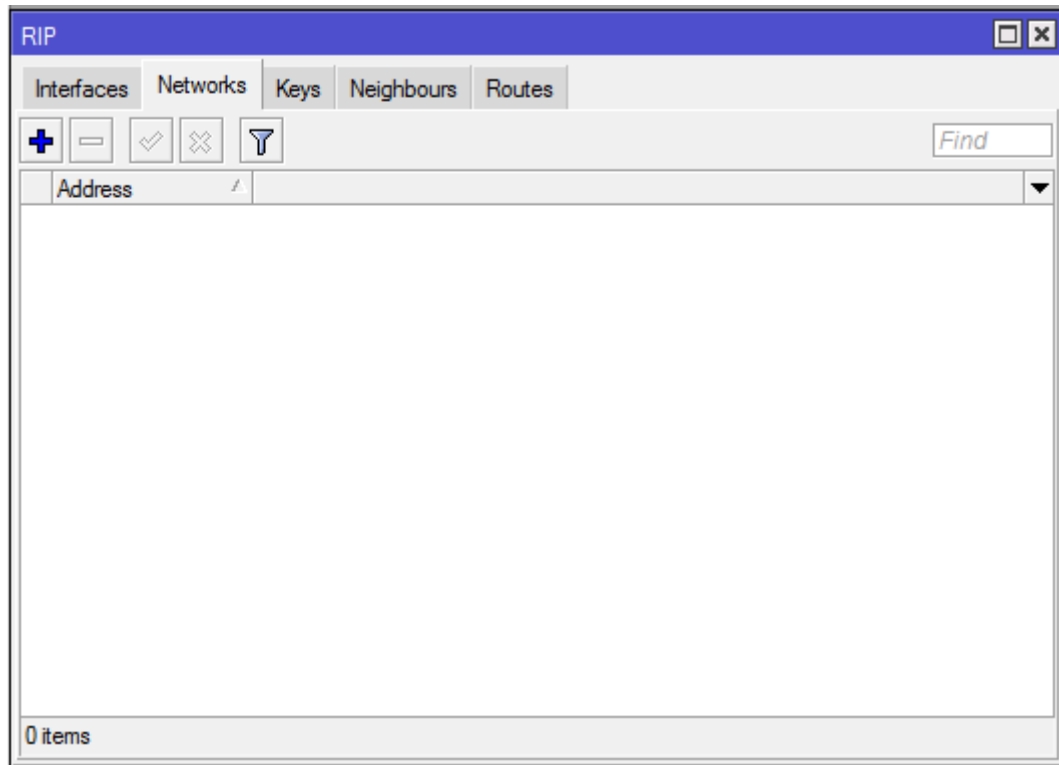 RIP
Interfaces Networks Keys Neighbours Routes
Find
Address
0 items